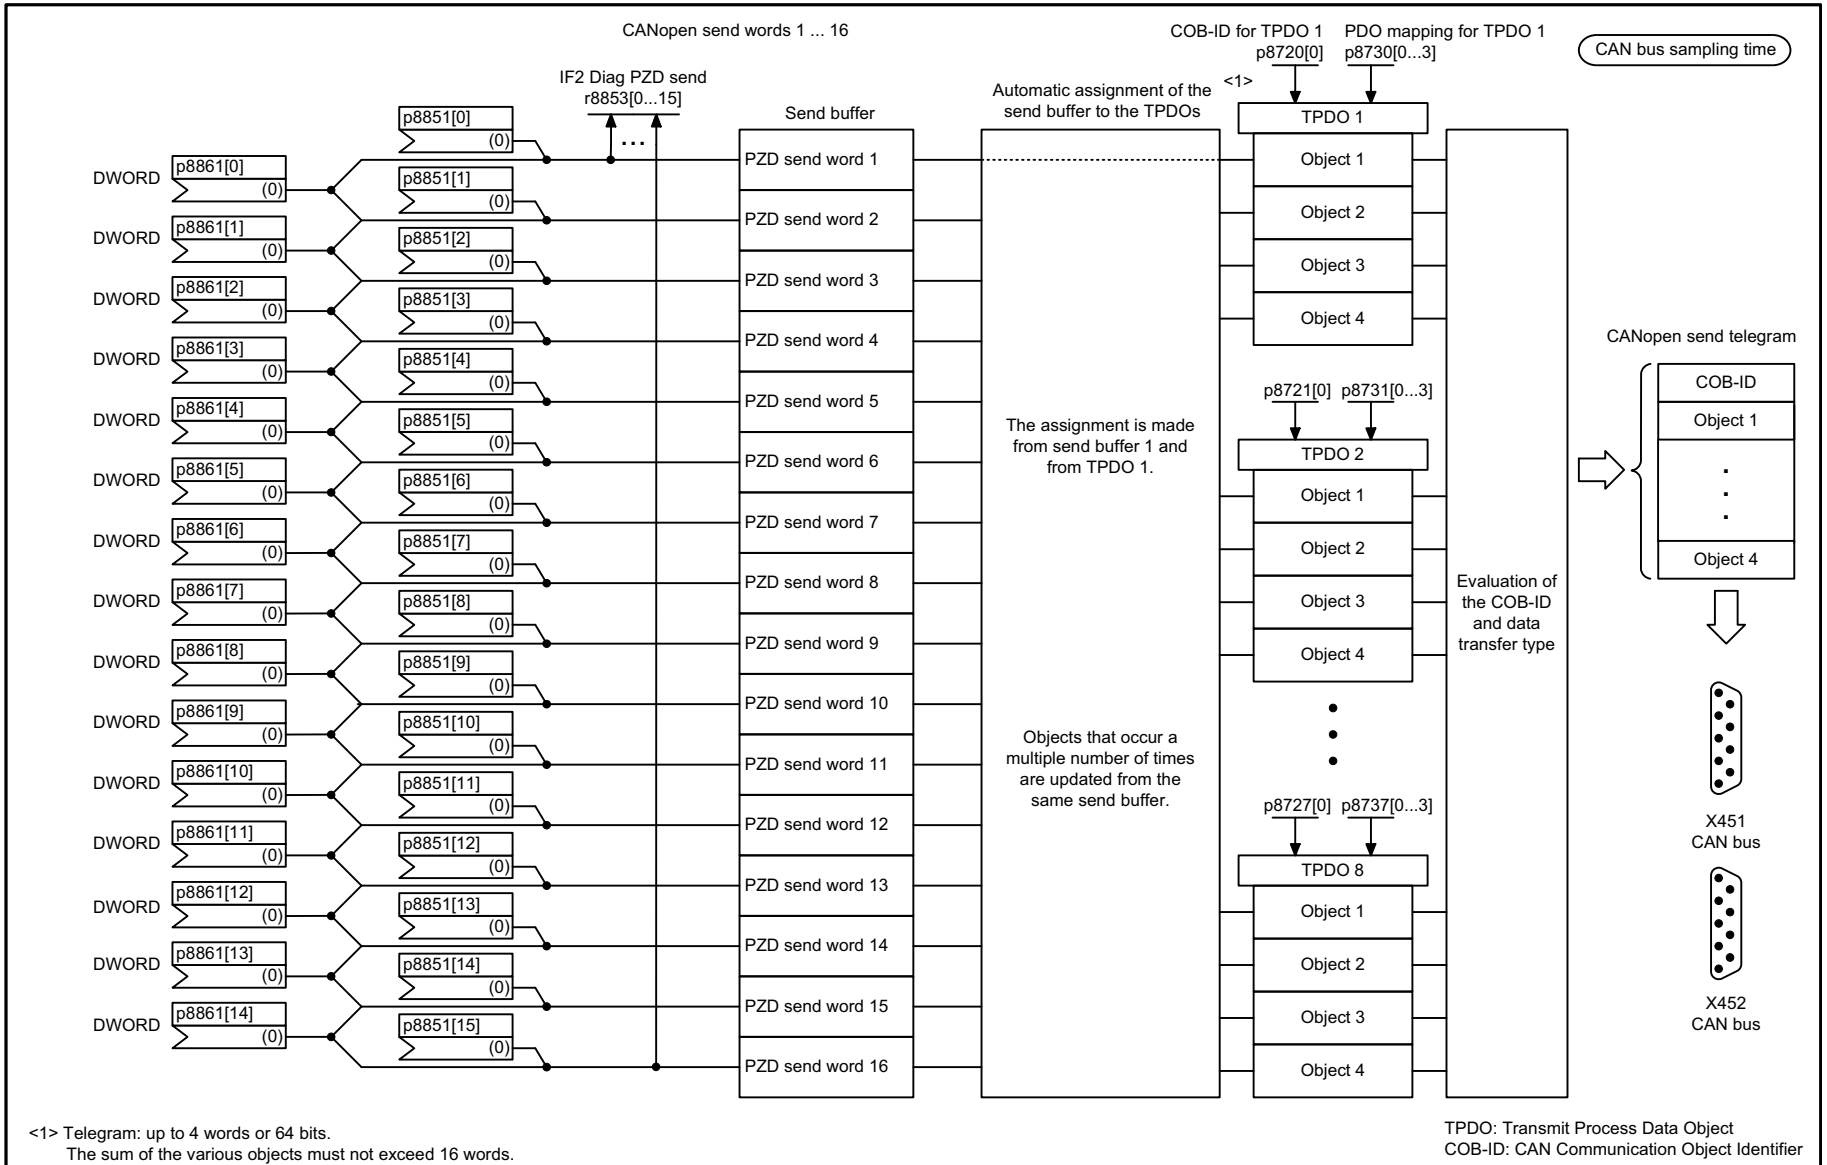 CANopen send words 1 ... 16
COB-ID for TPDO 1
p8720[0]
PDO mapping for TPDO 1
p8730[0...3]
CAN bus sampling time
IF2 Diag PZD send
r8853[0...15]
...
<1>
Automatic assignment of the
send buffer to the TPDOs
Send buffer
DWORD p8861[0] (0)
DWORD p8861[1] (0)
DWORD p8861[2] (0)
DWORD p8861[3] (0)
DWORD p8861[4] (0)
DWORD p8861[5] (0)
DWORD p8861[6] (0)
DWORD p8861[7] (0)
DWORD p8861[8] (0)
DWORD p8861[9] (0)
DWORD p8861[10] (0)
DWORD p8861[11] (0)
DWORD p8861[12] (0)
DWORD p8861[13] (0)
DWORD p8861[14] (0)
p8851[0] (0)
p8851[1] (0)
p8851[2] (0)
p8851[3] (0)
p8851[4] (0)
p8851[5] (0)
p8851[6] (0)
p8851[7] (0)
p8851[8] (0)
p8851[9] (0)
p8851[10] (0)
p8851[11] (0)
p8851[12] (0)
p8851[13] (0)
p8851[14] (0)
p8851[15] (0)
PZD send word 1
PZD send word 2
PZD send word 3
PZD send word 4
PZD send word 5
PZD send word 6
PZD send word 7
PZD send word 8
PZD send word 9
PZD send word 10
PZD send word 11
PZD send word 12
PZD send word 13
PZD send word 14
PZD send word 15
PZD send word 16
The assignment is made
from send buffer 1 and
from TPDO 1.
Objects that occur a
multiple number of times
are updated from the
same send buffer.
TPDO 1
Object 1
Object 2
Object 3
Object 4
p8721[0] p8731[0...3]
TPDO 2
Object 1
Object 2
Object 3
Object 4
p8727[0] p8737[0...3]
TPDO 8
Object 1
Object 2
Object 3
Object 4
Evaluation of
the COB-ID
and data
transfer type
CANopen send telegram
COB-ID
Object 1
.
.
.
Object 4
X451
CAN bus
X452
CAN bus
<1> Telegram: up to 4 words or 64 bits.
The sum of the various objects must not exceed 16 words.
TPDO: Transmit Process Data Object
COB-ID: CAN Communication Object Identifier